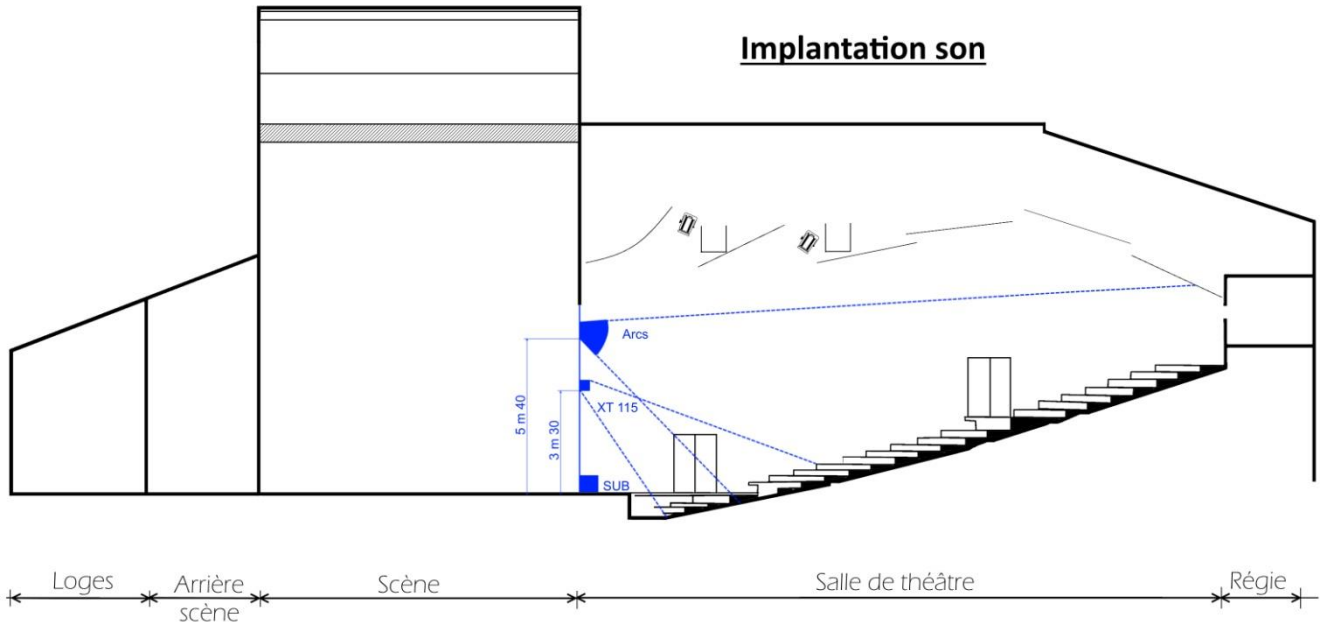 Implantation son
Arcs
XT 115
5 m 40
3 m 30
SUB
Loges
Arrière
scène
Scène
Salle de théâtre
Régie